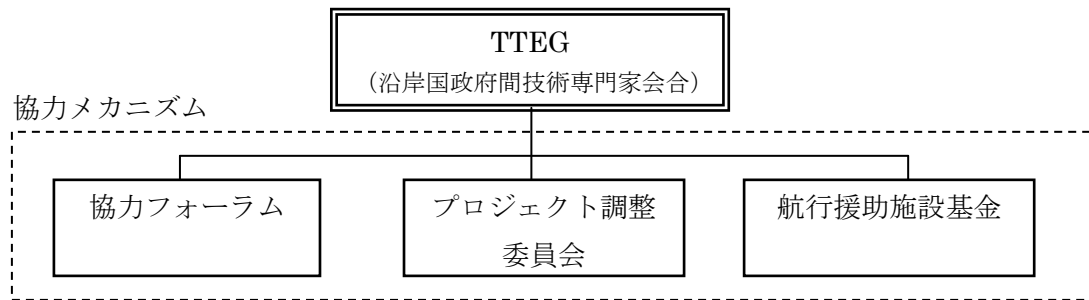 TTEG
（沿岸国政府間技術専門家会合）
協力メカニズム
協力フォーラム
プロジェクト調整
委員会
航行援助施設基金